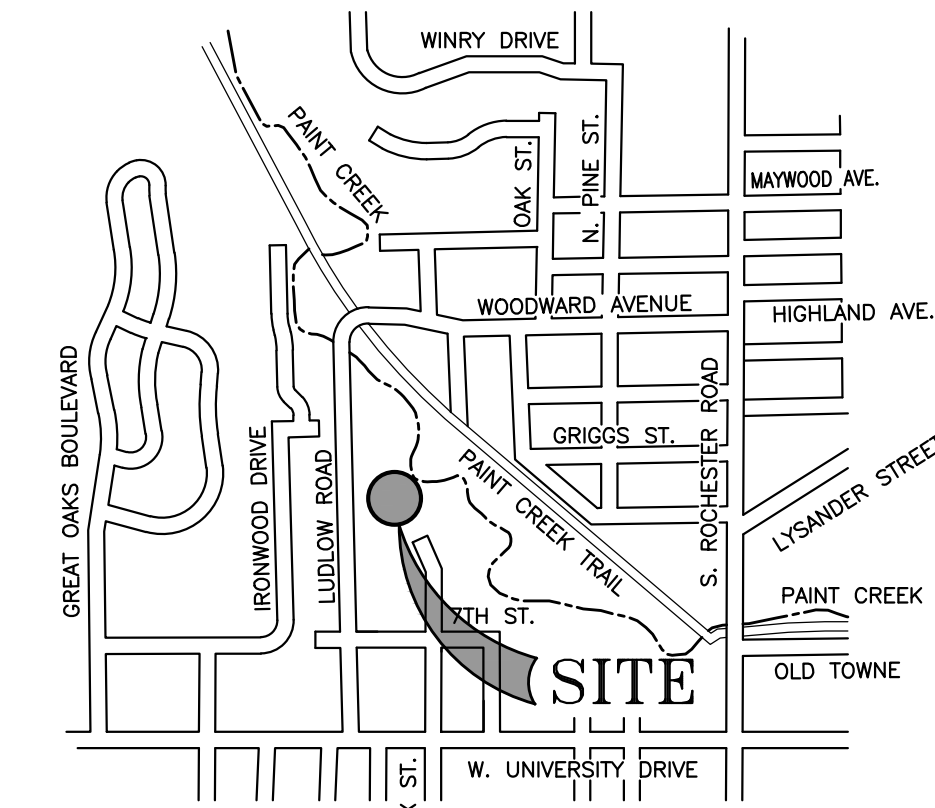 WINRY DRIVE
PAINT CREEK
OAK ST.
N. PINE ST.
MAYWOOD AVE.
WOODWARD AVENUE
HIGHLAND AVE.
GREAT OAKS BOULEVARD
IRONWOOD DRIVE
LUDLOW ROAD
GRIGGS ST.
S. ROCHESTER ROAD
LYSANDER STREET
PAINT CREEK TRAIL
PAINT CREEK
7TH ST.
SITE
OLD TOWNE
W. UNIVERSITY DRIVE
ST.